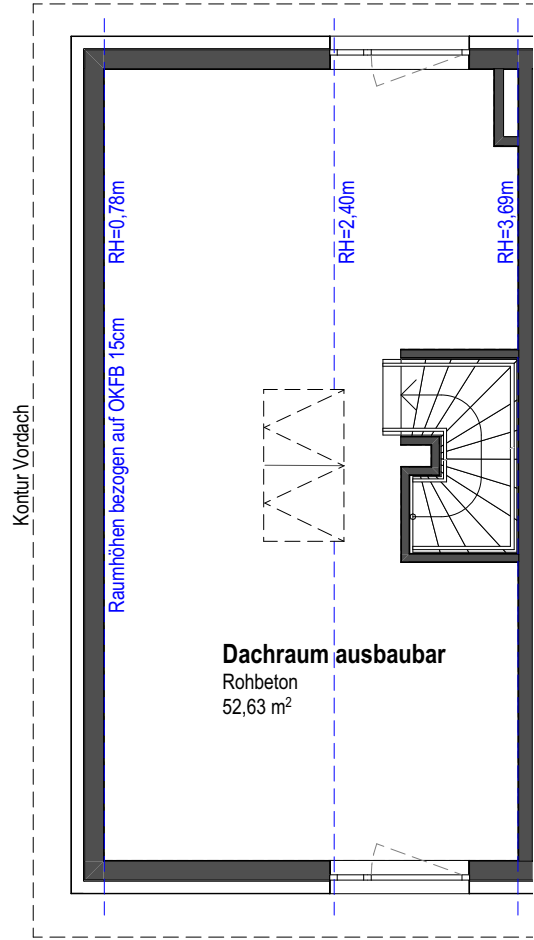 RH=0,78m
RH=2,40m
RH=3,69m
Raumhöhen bezogen auf OKFB 15cm
Kontur Vordach
Dachraum ausbaubar
Rohbeton
52,63 m²